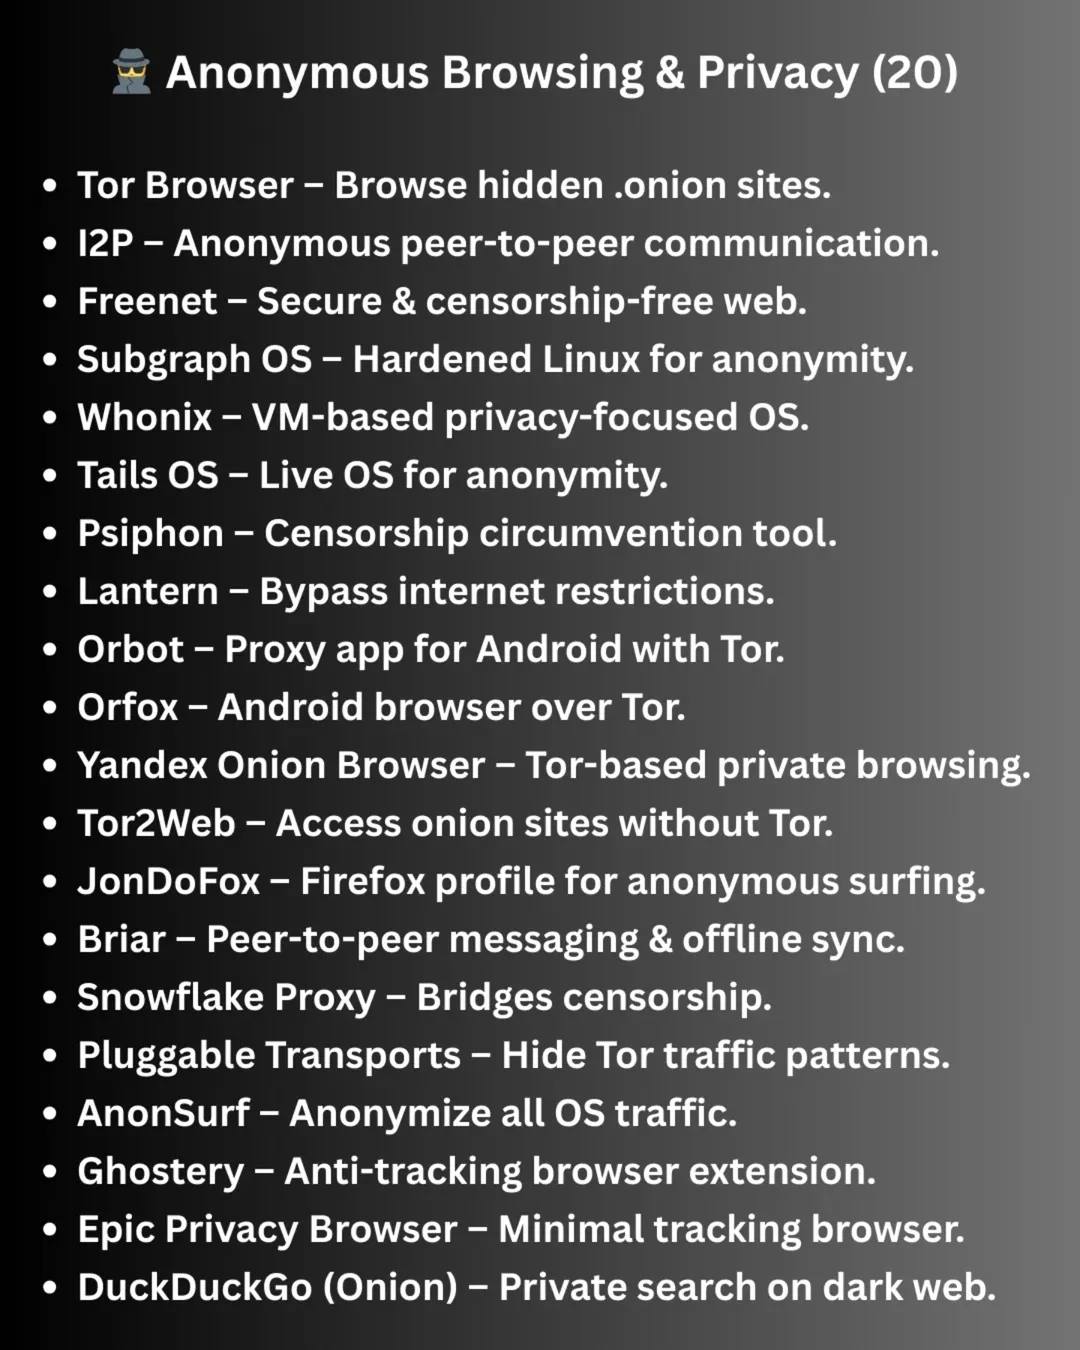 🕵️ Anonymous Browsing & Privacy (20)
• Tor Browser – Browse hidden .onion sites.
• I2P – Anonymous peer-to-peer communication.
• Freenet – Secure & censorship-free web.
• Subgraph OS – Hardened Linux for anonymity.
• Whonix – VM-based privacy-focused OS.
• Tails OS – Live OS for anonymity.
• Psiphon – Censorship circumvention tool.
• Lantern – Bypass internet restrictions.
• Orbot – Proxy app for Android with Tor.
• Orfox – Android browser over Tor.
• Yandex Onion Browser – Tor-based private browsing.
• Tor2Web – Access onion sites without Tor.
• JonDoFox – Firefox profile for anonymous surfing.
• Briar – Peer-to-peer messaging & offline sync.
• Snowflake Proxy – Bridges censorship.
• Pluggable Transports – Hide Tor traffic patterns.
• AnonSurf – Anonymize all OS traffic.
• Ghostery – Anti-tracking browser extension.
• Epic Privacy Browser – Minimal tracking browser.
• DuckDuckGo (Onion) – Private search on dark web.